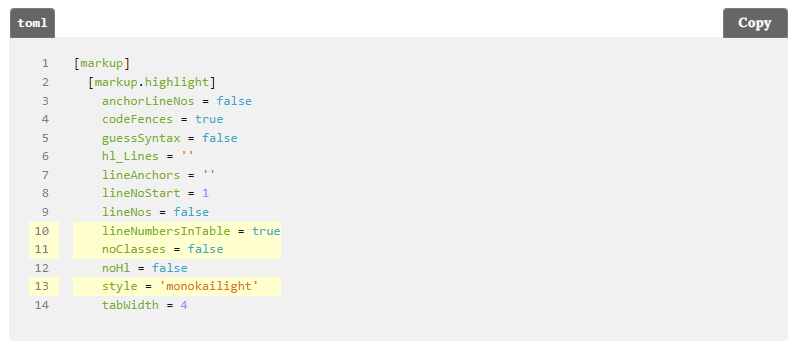 toml
Copy
1 [markup]
2   [markup.highlight]
3     anchorLineNos = false
4     codeFences = true
5     guessSyntax = false
6     hl_Lines = ''
7     lineAnchors = ''
8     lineNoStart = 1
9     lineNos = false
10     lineNumbersInTable = true
11     noClasses = false
12     noHl = false
13     style = 'monokailight'
14     tabWidth = 4